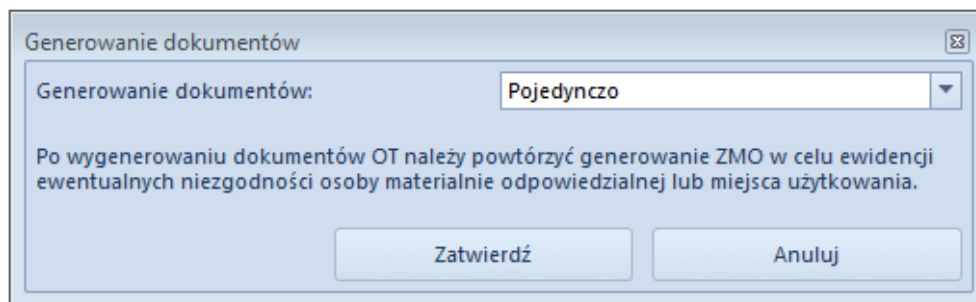 Generowanie dokumentów
Generowanie dokumentów: Pojedynczo
Po wygenerowaniu dokumentów OT należy powtórzyć generowanie ZMO w celu ewidencji
ewentualnych niezgodności osoby materialnie odpowiedzialnej lub miejsca użytkowania.
Zatwierdź Anuluj